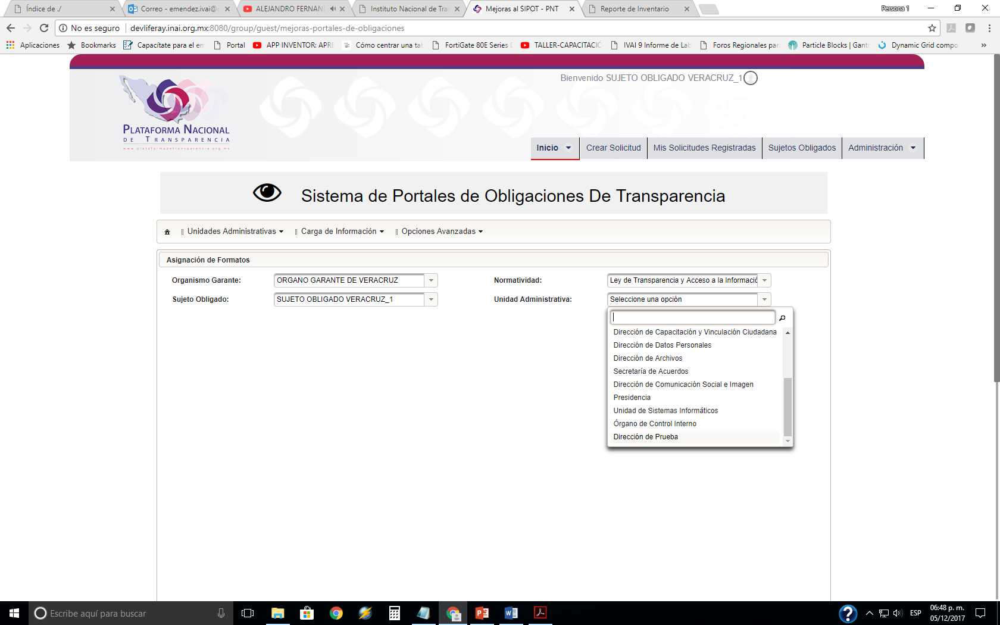 Índice de ./
Correo - emendez.ivai@
ALEJANDRO FERNAN
Instituto Nacional de Tra
Mejoras al SIPOT - PNT
Reporte de Inventario
Persona 1
No es seguro
devliferay.inai.org.mx:8080/group/guest/mejoras-portales-de-obligaciones
Aplicaciones
Bookmarks
Capacítate para el em
Portal
APP INVENTOR: APRE
Cómo centrar una ta
FortiGate 80E Series
TALLER-CAPACITACIÓ
IVAI 9 Informe de La
Foros Regionales par
Particle Blocks | Gant
Dynamic Grid compo
»
Bienvenido SUJETO OBLIGADO VERACRUZ_1
PLATAFORMA NACIONAL
DE TRANSPARENCIA
www.plataformadetransparencia.org.mx
Inicio
Crear Solicitud
Mis Solicitudes Registradas
Sujetos Obligados
Administración
Sistema de Portales de Obligaciones De Transparencia
Unidades Administrativas
Carga de Información
Opciones Avanzadas
Asignación de Formatos
Organismo Garante:
ORGANO GARANTE DE VERACRUZ
Normatividad:
Ley de Transparencia y Acceso a la Informació
Sujeto Obligado:
SUJETO OBLIGADO VERACRUZ_1
Unidad Administrativa:
Seleccione una opción
Dirección de Capacitación y Vinculación Ciudadana
Dirección de Datos Personales
Dirección de Archivos
Secretaría de Acuerdos
Dirección de Comunicación Social e Imagen
Presidencia
Unidad de Sistemas Informáticos
Órgano de Control Interno
Dirección de Prueba
Escribe aquí para buscar
ESP
06:48 p. m.
05/12/2017